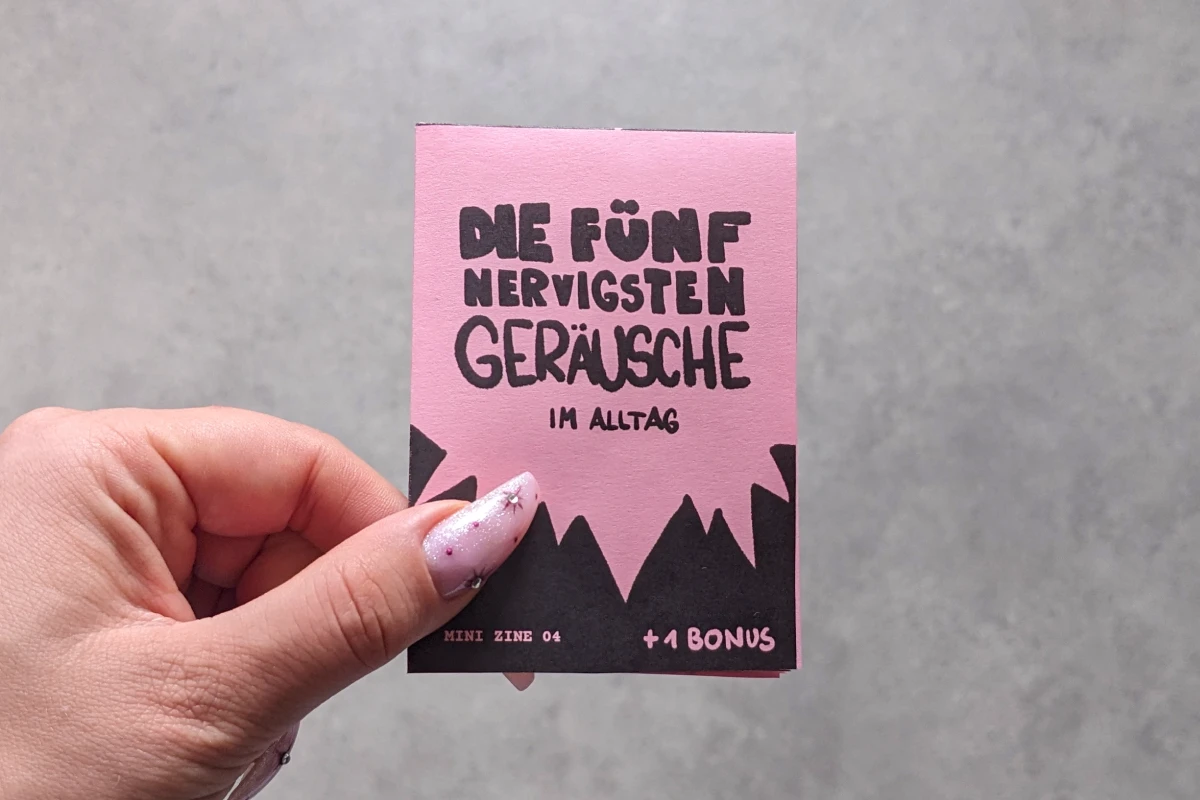 DIE FÜNF
NERVIGSTEN
GERÄUSCHE
IM ALLTAG
MINI ZINE 04
+1 BONUS